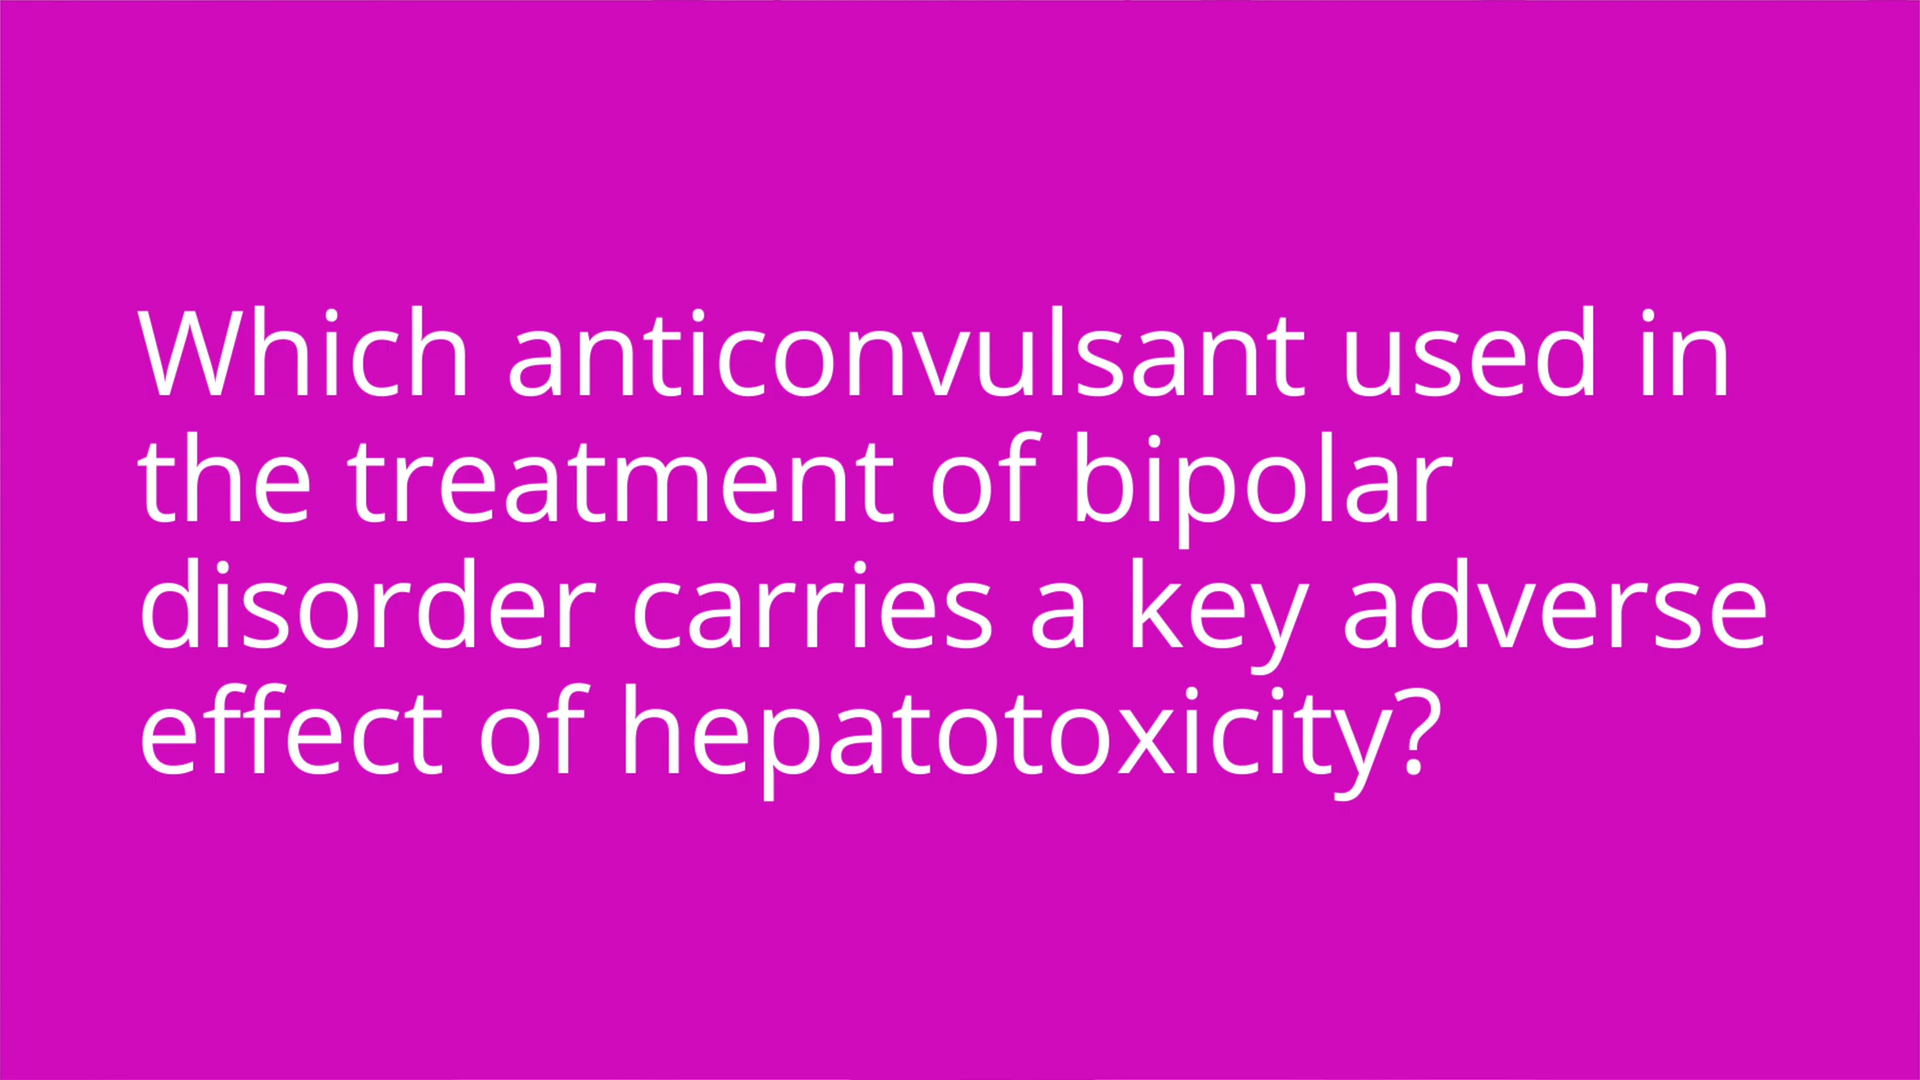 Which anticonvulsant used in
the treatment of bipolar
disorder carries a key adverse
effect of hepatotoxicity?